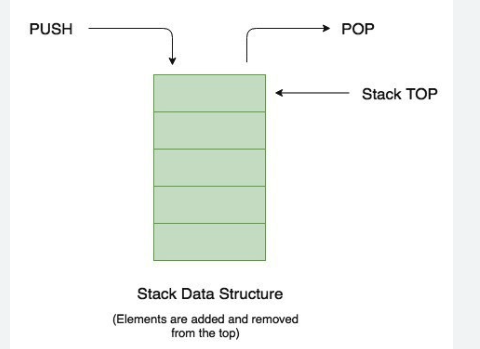 PUSH
POP
Stack TOP
Stack Data Structure
(Elements are added and removed
from the top)